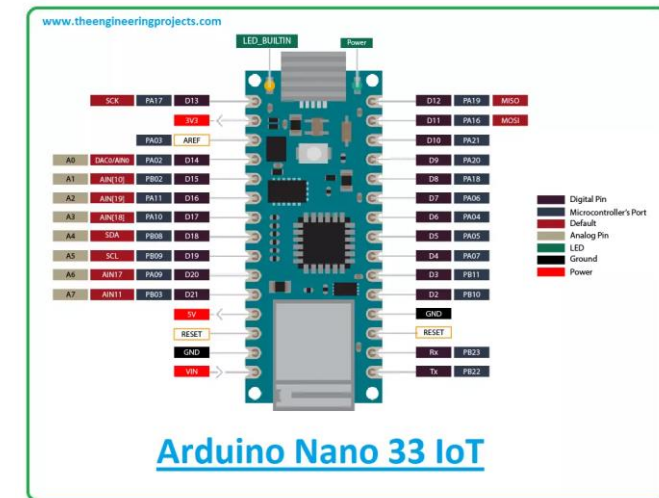 www.theengineeringprojects.com
LED_BUILTIN Power
SCK PA17 D13 D12 PA19 MISO
3V3 D11 PA16 MOSI
PA03 AREF D10 PA21
A0 DAC0/AIN0 PA02 D14 D9 PA20
A1 AIN[10] PB02 D15 D8 PA18
A2 AIN[19] PA11 D16 D7 PA06
A3 AIN[18] PA10 D17 D6 PA04
A4 SDA PB08 D18 D5 PA05
A5 SCL PB09 D19 D4 PA07
A6 AIN17 PA09 D20 D3 PB11
A7 AIN11 PB03 D21 D2 PB10
5V GND
RESET RESET
GND Rx PB23
VIN Tx PB22
Digital Pin
Microcontroller's Port
Default
Analog Pin
LED
Ground
Power
Arduino Nano 33 IoT